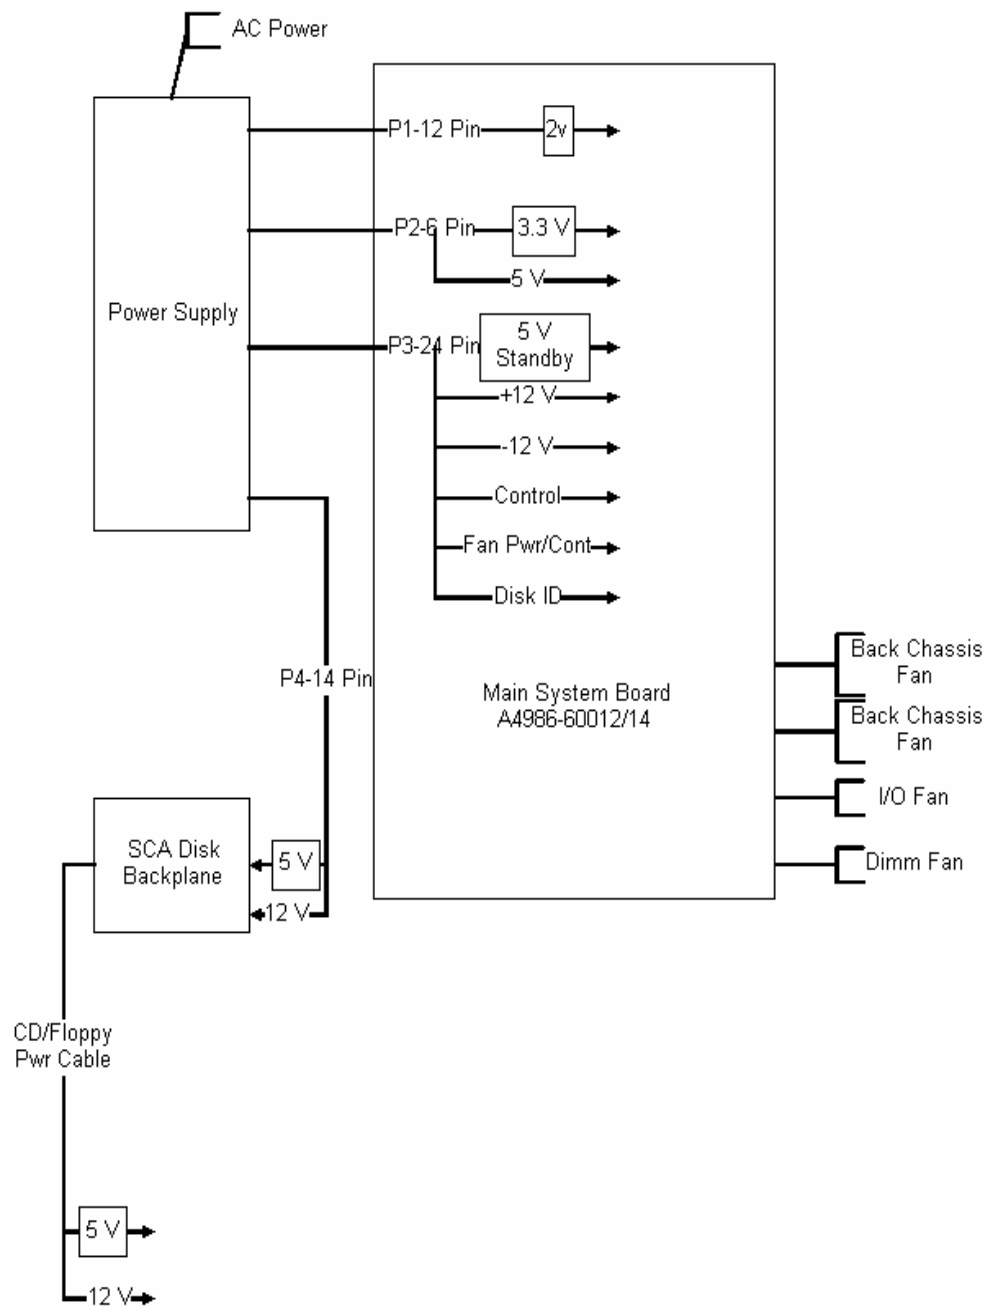 AC Power
P1-12 Pin
2v
P2-6 Pin
3.3 V
5 V
Power Supply
P3-24 Pin
5 V
Standby
+12 V
-12 V
Control
Fan Pwr/Cont
Disk ID
P4-14 Pin
Main System Board
A4986-60012/14
Back Chassis
Fan
Back Chassis
Fan
I/O Fan
Dimm Fan
SCA Disk
Backplane
5 V
12 V
CD/Floppy
Pwr Cable
5 V
12 V